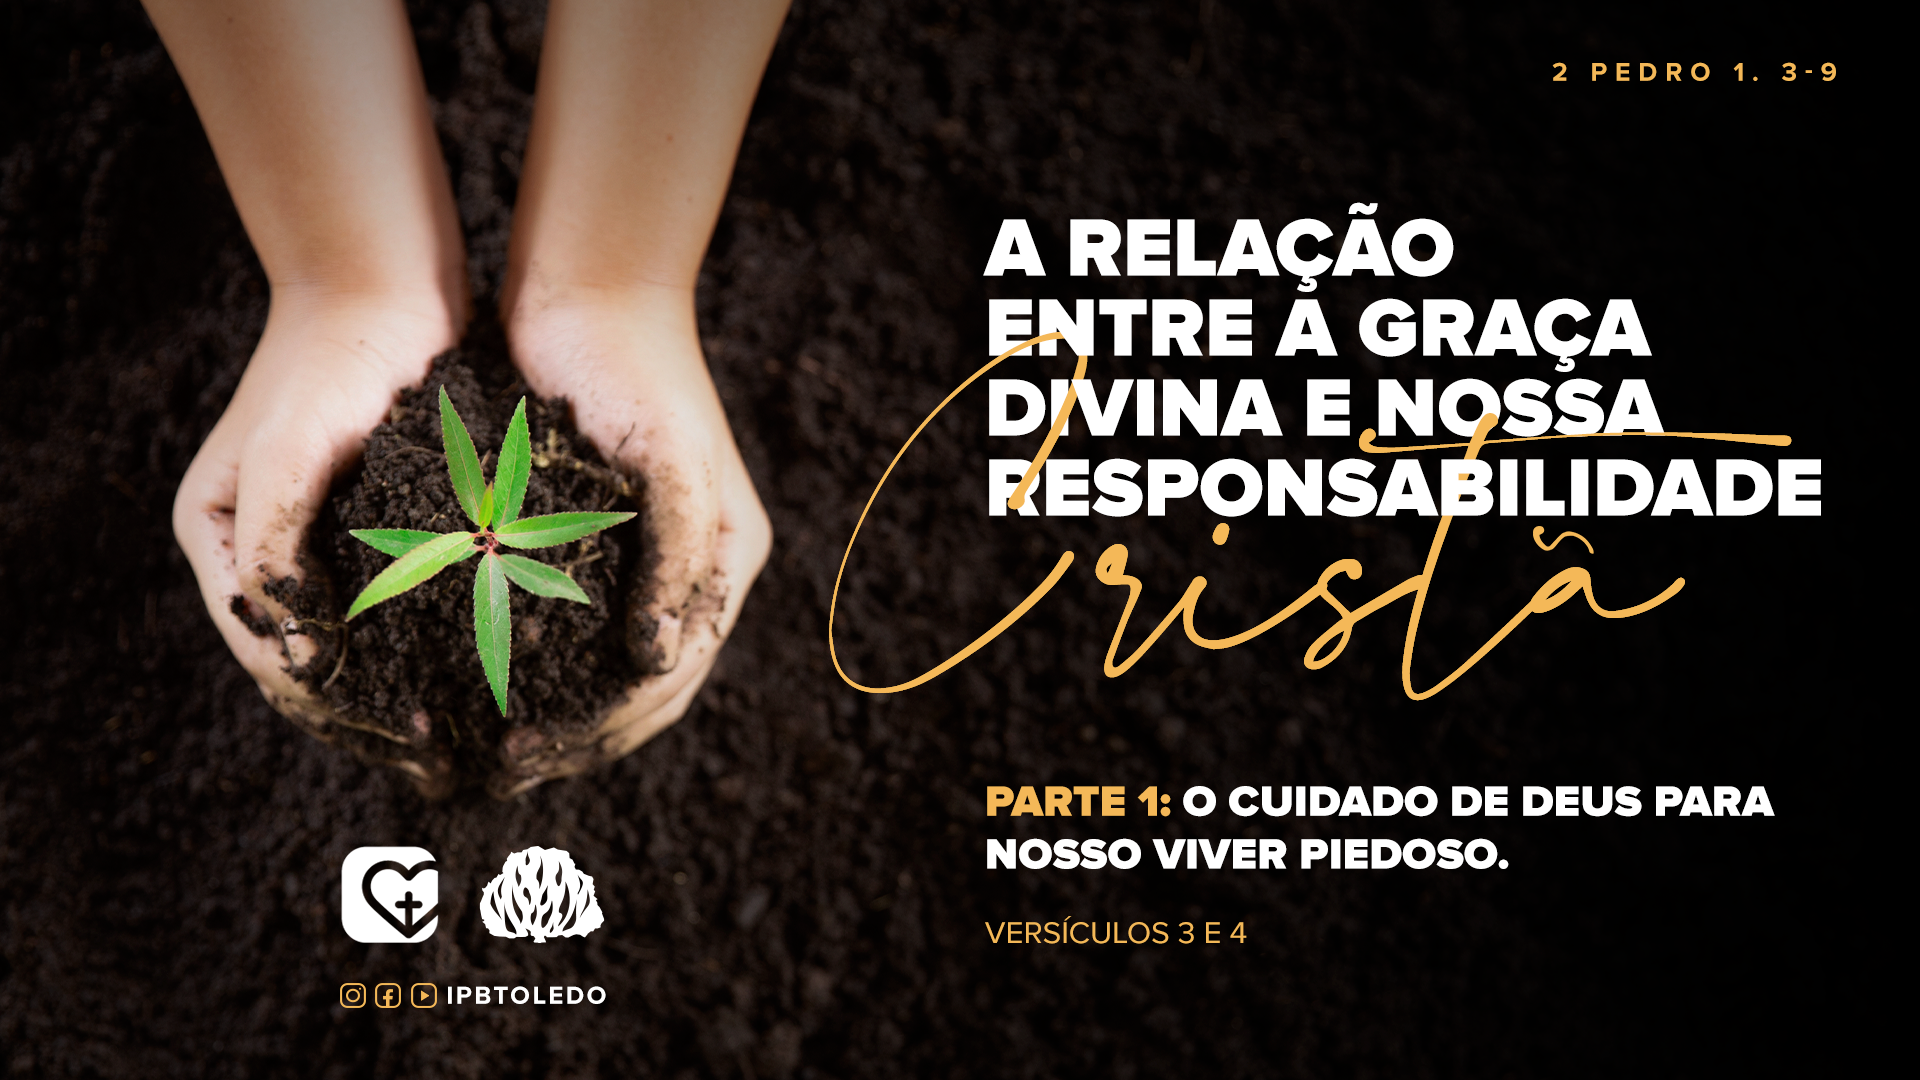 2 PEDRO 1. 3-9
A RELAÇÃO
ENTRE A GRAÇA
DIVINA E NOSSA
RESPONSABILIDADE
Cristã
PARTE 1: O CUIDADO DE DEUS PARA
NOSSO VIVER PIEDOSO.
VERSÍCULOS 3 E 4
IPBTOLEDO